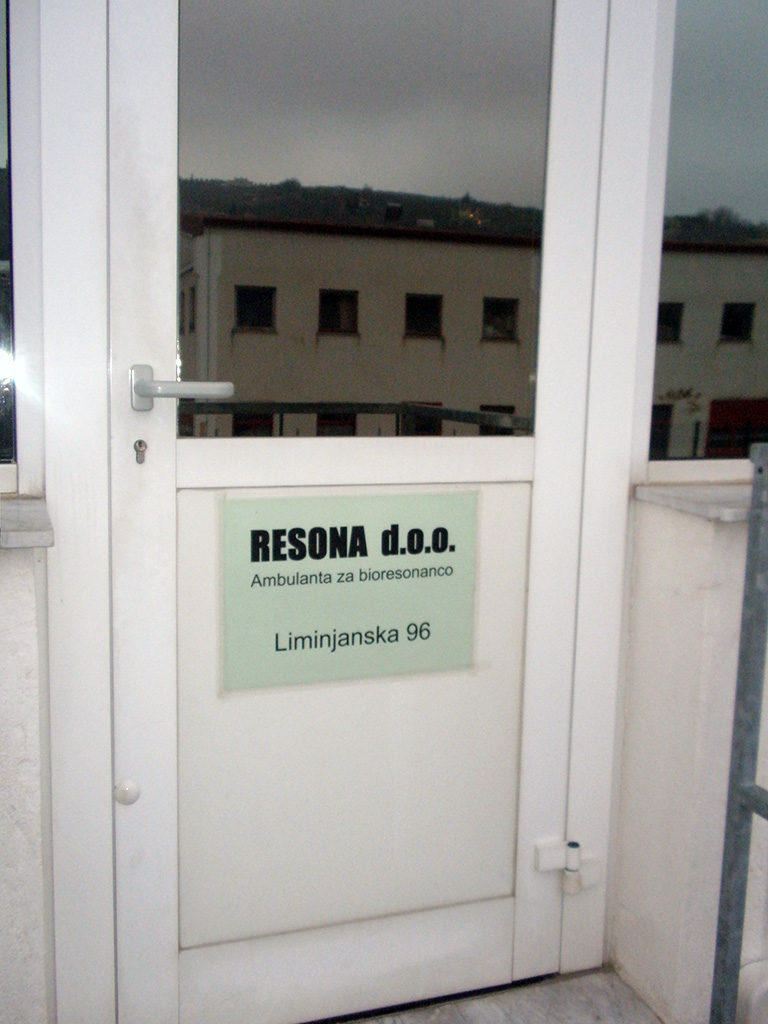 RESONA d.o.o.
Ambulanta za bioresonanco
Liminjanska 96